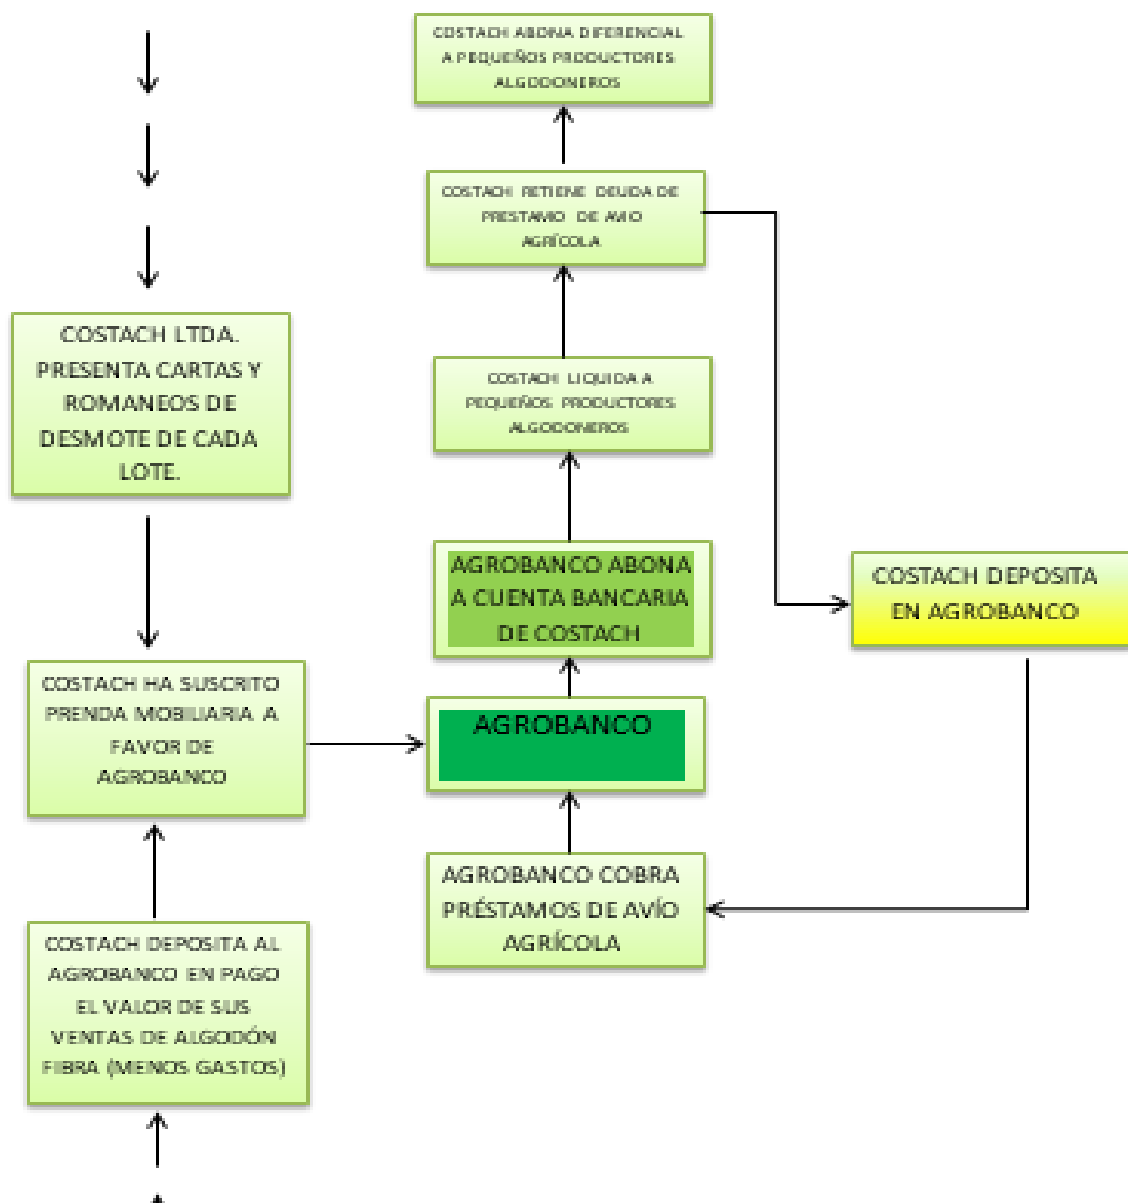 COSTACH ABONA DIFERENCIAL
A PEQUEÑOS PRODUCTORES
ALGODONEROS
COSTACH RETIENE DEUDA DE
PRESTAMO DE AVIO
AGRÍCOLA
COSTACH LTDA.
PRESENTA CARTAS Y
ROMANEOS DE
DESMOTE DE CADA
LOTE.
COSTACH LIQUIDA A
PEQUEÑOS PRODUCTORES
ALGODONEROS
AGROBANCO ABONA
A CUENTA BANCARIA
DE COSTACH
COSTACH DEPOSITA
EN AGROBANCO
COSTACH HA SUSCRITO
PRENDA MOBILIARIA A
FAVOR DE
AGROBANCO
AGROBANCO
AGROBANCO COBRA
PRÉSTAMOS DE AVÍO
AGRÍCOLA
COSTACH DEPOSITA AL
AGROBANCO EN PAGO
EL VALOR DE SUS
VENTAS DE ALGODÓN
FIBRA (MENOS GASTOS)